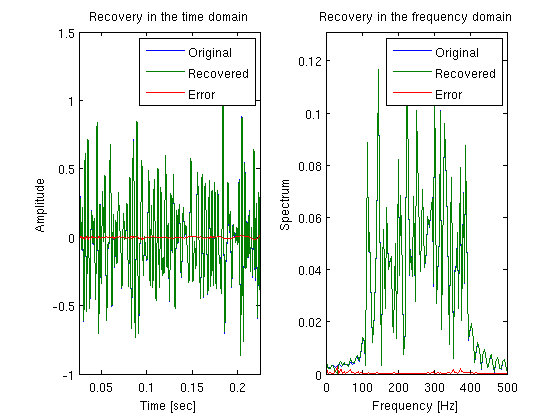 Recovery in the time domain
1.5
1
0.5
0
-0.5
-1
Amplitude
Original
Recovered
Error
0.05
0.1
0.15
0.2
Time [sec]
Recovery in the frequency domain
0.12
0.1
0.08
0.06
0.04
0.02
0
Spectrum
Original
Recovered
Error
0
100
200
300
400
500
Frequency [Hz]